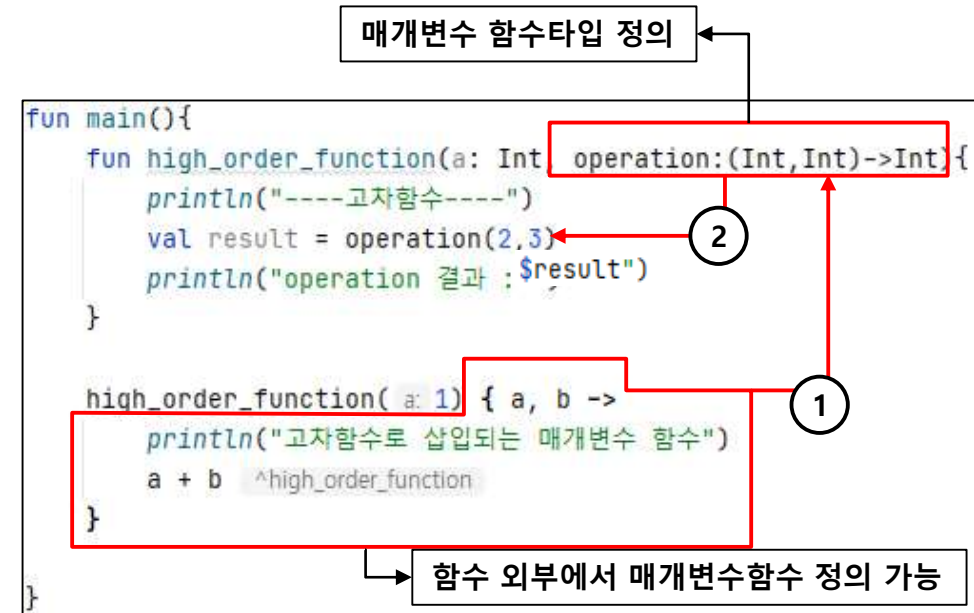 매개변수 함수타입 정의
fun main(){
fun high_order_function(a: Int, operation:(Int,Int)->Int){
println("----고차함수----")
val result = operation(2,3)
2
println("operation 결과 : $result")
}
high_order_function( a: 1) { a, b ->
1
println("고차함수로 삽입되는 매개변수 함수")
a + b ^high_order_function
}
함수 외부에서 매개변수함수 정의 가능
}